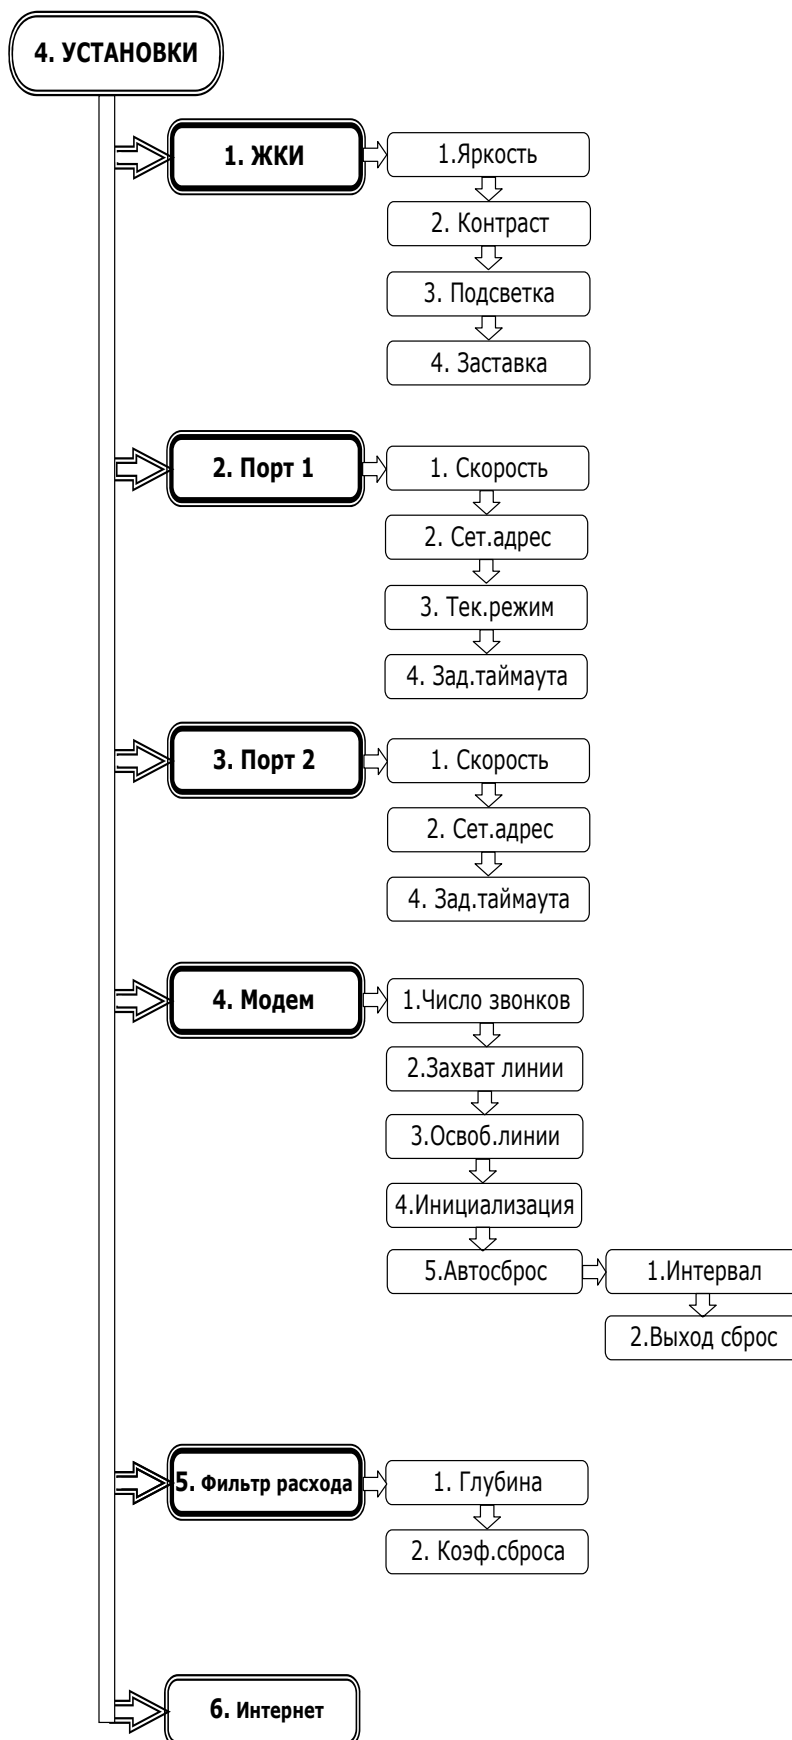 4. УСТАНОВКИ
1. ЖКИ
1.Яркость
2. Контраст
3. Подсветка
4. Заставка
2. Порт 1
1. Скорость
2. Сет.адрес
3. Тек.режим
4. Зад.таймаута
3. Порт 2
1. Скорость
2. Сет.адрес
4. Зад.таймаута
4. Модем
1.Число звонков
2.Захват линии
3.Освоб.линии
4.Инициализация
5.Автосброс
1.Интервал
2.Выход сброс
5. Фильтр расхода
1. Глубина
2. Коэф.сброса
6. Интернет